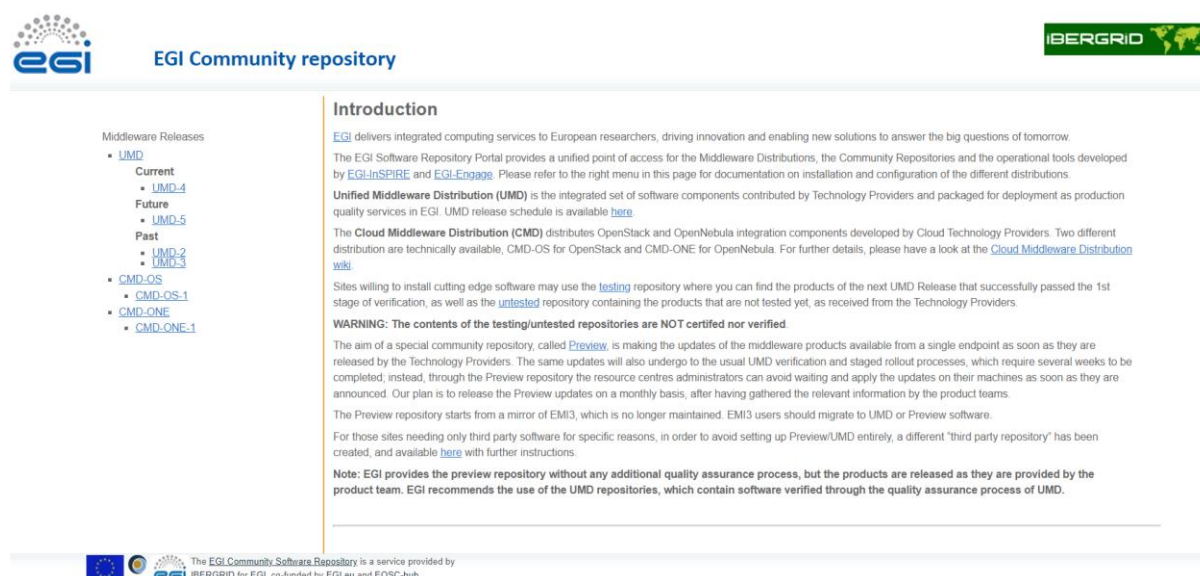 egi
EGI Community repository
IBERGRID
Middleware Releases
UMD
Current
UMD-4
Future
UMD-5
Past
UMD-2
UMD-3
CMD-OS
CMD-OS-1
CMD-ONE
CMD-ONE-1
Introduction
EGI delivers integrated computing services to European researchers, driving innovation and enabling new solutions to answer the big questions of tomorrow.
The EGI Software Repository Portal provides a unified point of access for the Middleware Distributions, the Community Repositories and the operational tools developed
by EGI-InSPIRE and EGI-Engage. Please refer to the right menu in this page for documentation on installation and configuration of the different distributions.
Unified Middleware Distribution (UMD) is the integrated set of software components contributed by Technology Providers and packaged for deployment as production
quality services in EGI. UMD release schedule is available here.
The Cloud Middleware Distribution (CMD) distributes OpenStack and OpenNebula integration components developed by Cloud Technology Providers. Two different
distribution are technically available, CMD-OS for OpenStack and CMD-ONE for OpenNebula. For further details, please have a look at the Cloud Middleware Distribution
wiki.
Sites willing to install cutting edge software may use the testing repository where you can find the products of the next UMD Release that successfully passed the 1st
stage of verification, as well as the untested repository containing the products that are not tested yet, as received from the Technology Providers.
WARNING: The contents of the testing/untested repositories are NOT certifed nor verified.
The aim of a special community repository, called Preview, is making the updates of the middleware products available from a single endpoint as soon as they are
released by the Technology Providers. The same updates will also undergo to the usual UMD verification and staged rollout processes, which require several weeks to be
completed; instead, through the Preview repository the resource centres administrators can avoid waiting and apply the updates on their machines as soon as they are
announced. Our plan is to release the Preview updates on a monthly basis, after having gathered the relevant information by the product teams.
The Preview repository starts from a mirror of EMI3, which is no longer maintained. EMI3 users should migrate to UMD or Preview software.
For those sites needing only third party software for specific reasons, in order to avoid setting up Preview/UMD entirely, a different "third party repository" has been
created, and available here with further instructions.
Note: EGI provides the preview repository without any additional quality assurance process, but the products are released as they are provided by the
product team. EGI recommends the use of the UMD repositories, which contain software verified through the quality assurance process of UMD.
The EGI Community Software Repository is a service provided by
IBERGRID for EGI, co-funded by EGI.eu and EOSC-hub
egi